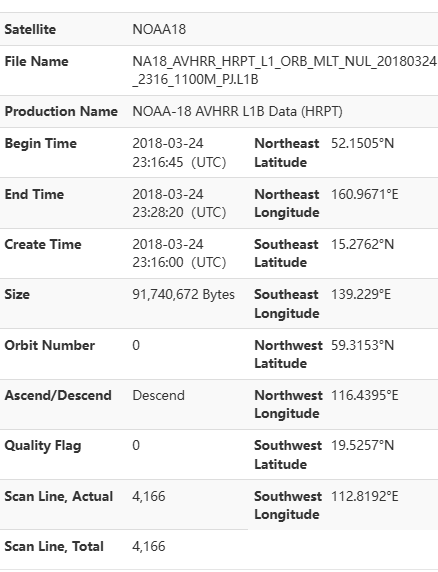 Satellite NOAA18
File Name NA18_AVHRR_HRPT_L1_ORB_MLT_NUL_20180324
_2316_1100M_PJ.L1B
Production Name NOAA-18 AVHRR L1B Data (HRPT)
Begin Time 2018-03-24 Northeast 52.1505°N
23:16:45 (UTC) Latitude
End Time 2018-03-24 Northeast 160.9671°E
23:28:20 (UTC) Longitude
Create Time 2018-03-24 Southeast 15.2762°N
23:16:00 (UTC) Latitude
Size 91,740,672 Bytes Southeast 139.229°E
Longitude
Orbit Number 0 Northwest 59.3153°N
Latitude
Ascend/Descend Descend Northwest 116.4395°E
Longitude
Quality Flag 0 Southwest 19.5257°N
Latitude
Scan Line, Actual 4,166 Southwest 112.8192°E
Longitude
Scan Line, Total 4,166